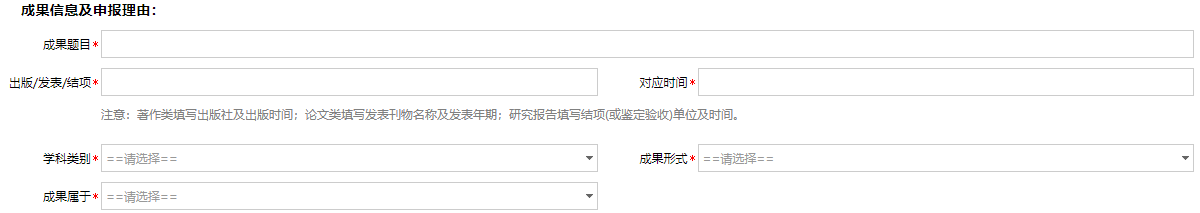 成果信息及申报理由：
成果题目*
出版/发表/结项* 对应时间*
注意：著作类填写出版社及出版时间；论文类填写发表刊物名称及发表年期；研究报告填写结项(或鉴定验收)单位及时间。
学科类别* ==请选择== 成果形式* ==请选择==
成果属于* ==请选择==